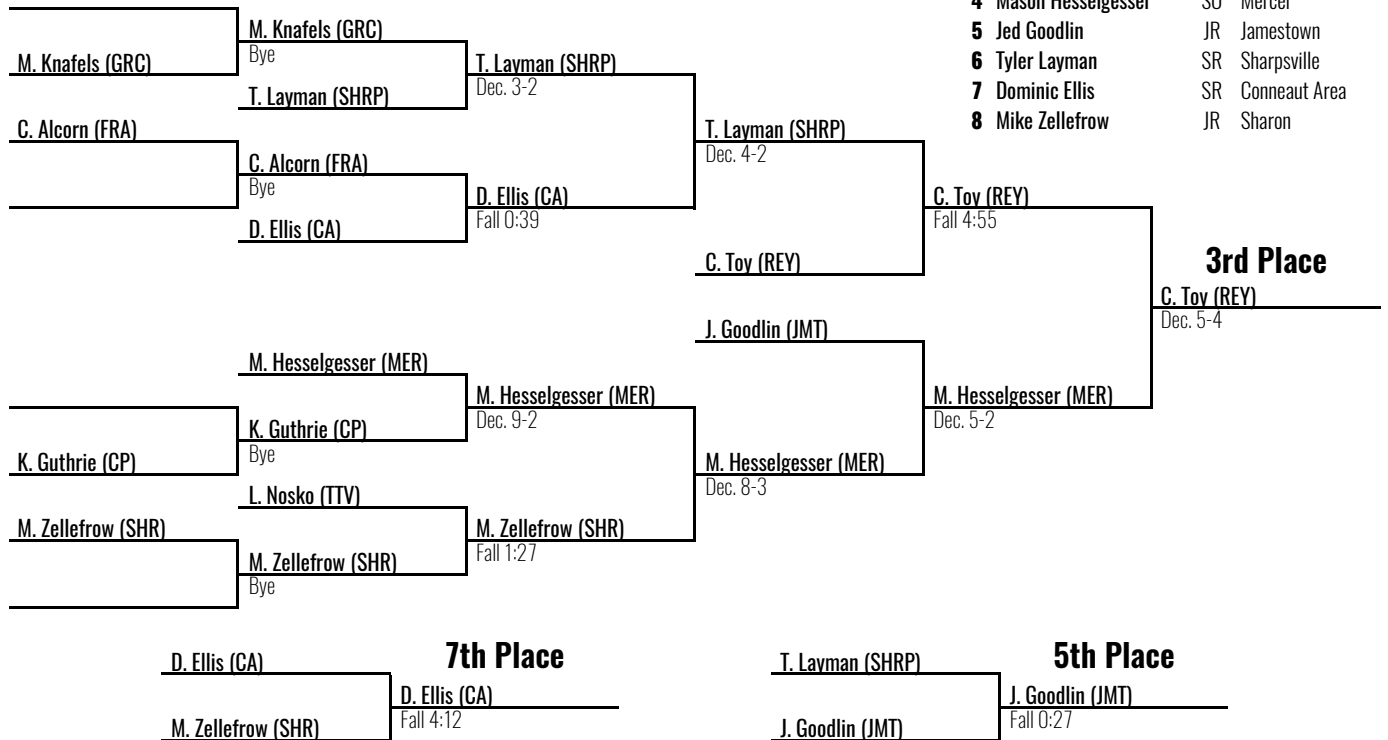 4 Mason Hesselgesser SO Mercer
5 Jed Goodlin JR Jamestown
6 Tyler Layman SR Sharpsville
7 Dominic Ellis SR Conneaut Area
8 Mike Zellefrow JR Sharon
M. Knafels (GRC)
Bye
M. Knafels (GRC)
T. Layman (SHRP)
Dec. 3-2
T. Layman (SHRP)
C. Alcorn (FRA)
T. Layman (SHRP)
Dec. 4-2
C. Alcorn (FRA)
Bye
D. Ellis (CA)
Fall 0:39
C. Toy (REY)
Fall 4:55
D. Ellis (CA)
C. Toy (REY)
3rd Place
C. Toy (REY)
Dec. 5-4
J. Goodlin (JMT)
M. Hesselgesser (MER)
M. Hesselgesser (MER)
Dec. 9-2
M. Hesselgesser (MER)
Dec. 5-2
K. Guthrie (CP)
Bye
K. Guthrie (CP)
M. Hesselgesser (MER)
Dec. 8-3
L. Nosko (TTV)
M. Zellefrow (SHR)
M. Zellefrow (SHR)
Fall 1:27
M. Zellefrow (SHR)
Bye
7th Place
D. Ellis (CA)
D. Ellis (CA)
Fall 4:12
M. Zellefrow (SHR)
5th Place
T. Layman (SHRP)
J. Goodlin (JMT)
Fall 0:27
J. Goodlin (JMT)